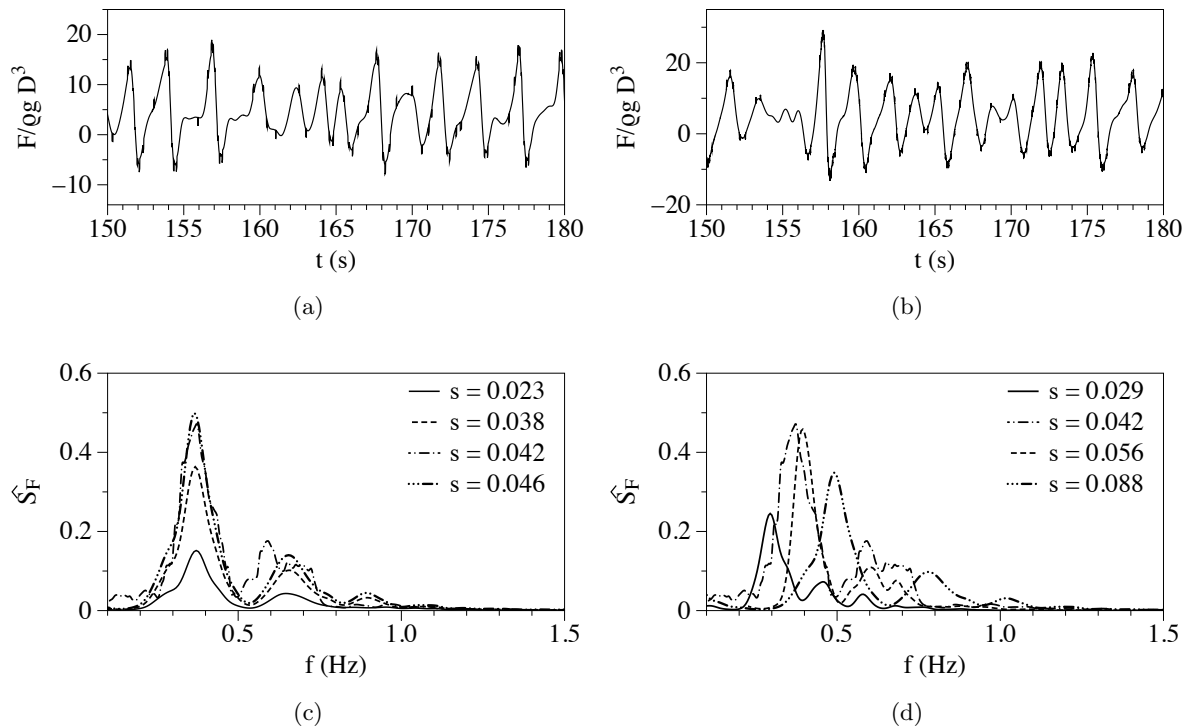 25
20
10
0
−10
F/ρg D³
150 155 160 165 170 175 180
t (s)
(a)
20
0
−20
F/ρg D³
150 155 160 165 170 175 180
t (s)
(b)
0.6
0.4
0.2
0
ŜF
s = 0.023
s = 0.038
s = 0.042
s = 0.046
0.5 1.0 1.5
f (Hz)
(c)
0.6
0.4
0.2
0
ŜF
s = 0.029
s = 0.042
s = 0.056
s = 0.088
0.5 1.0 1.5
f (Hz)
(d)